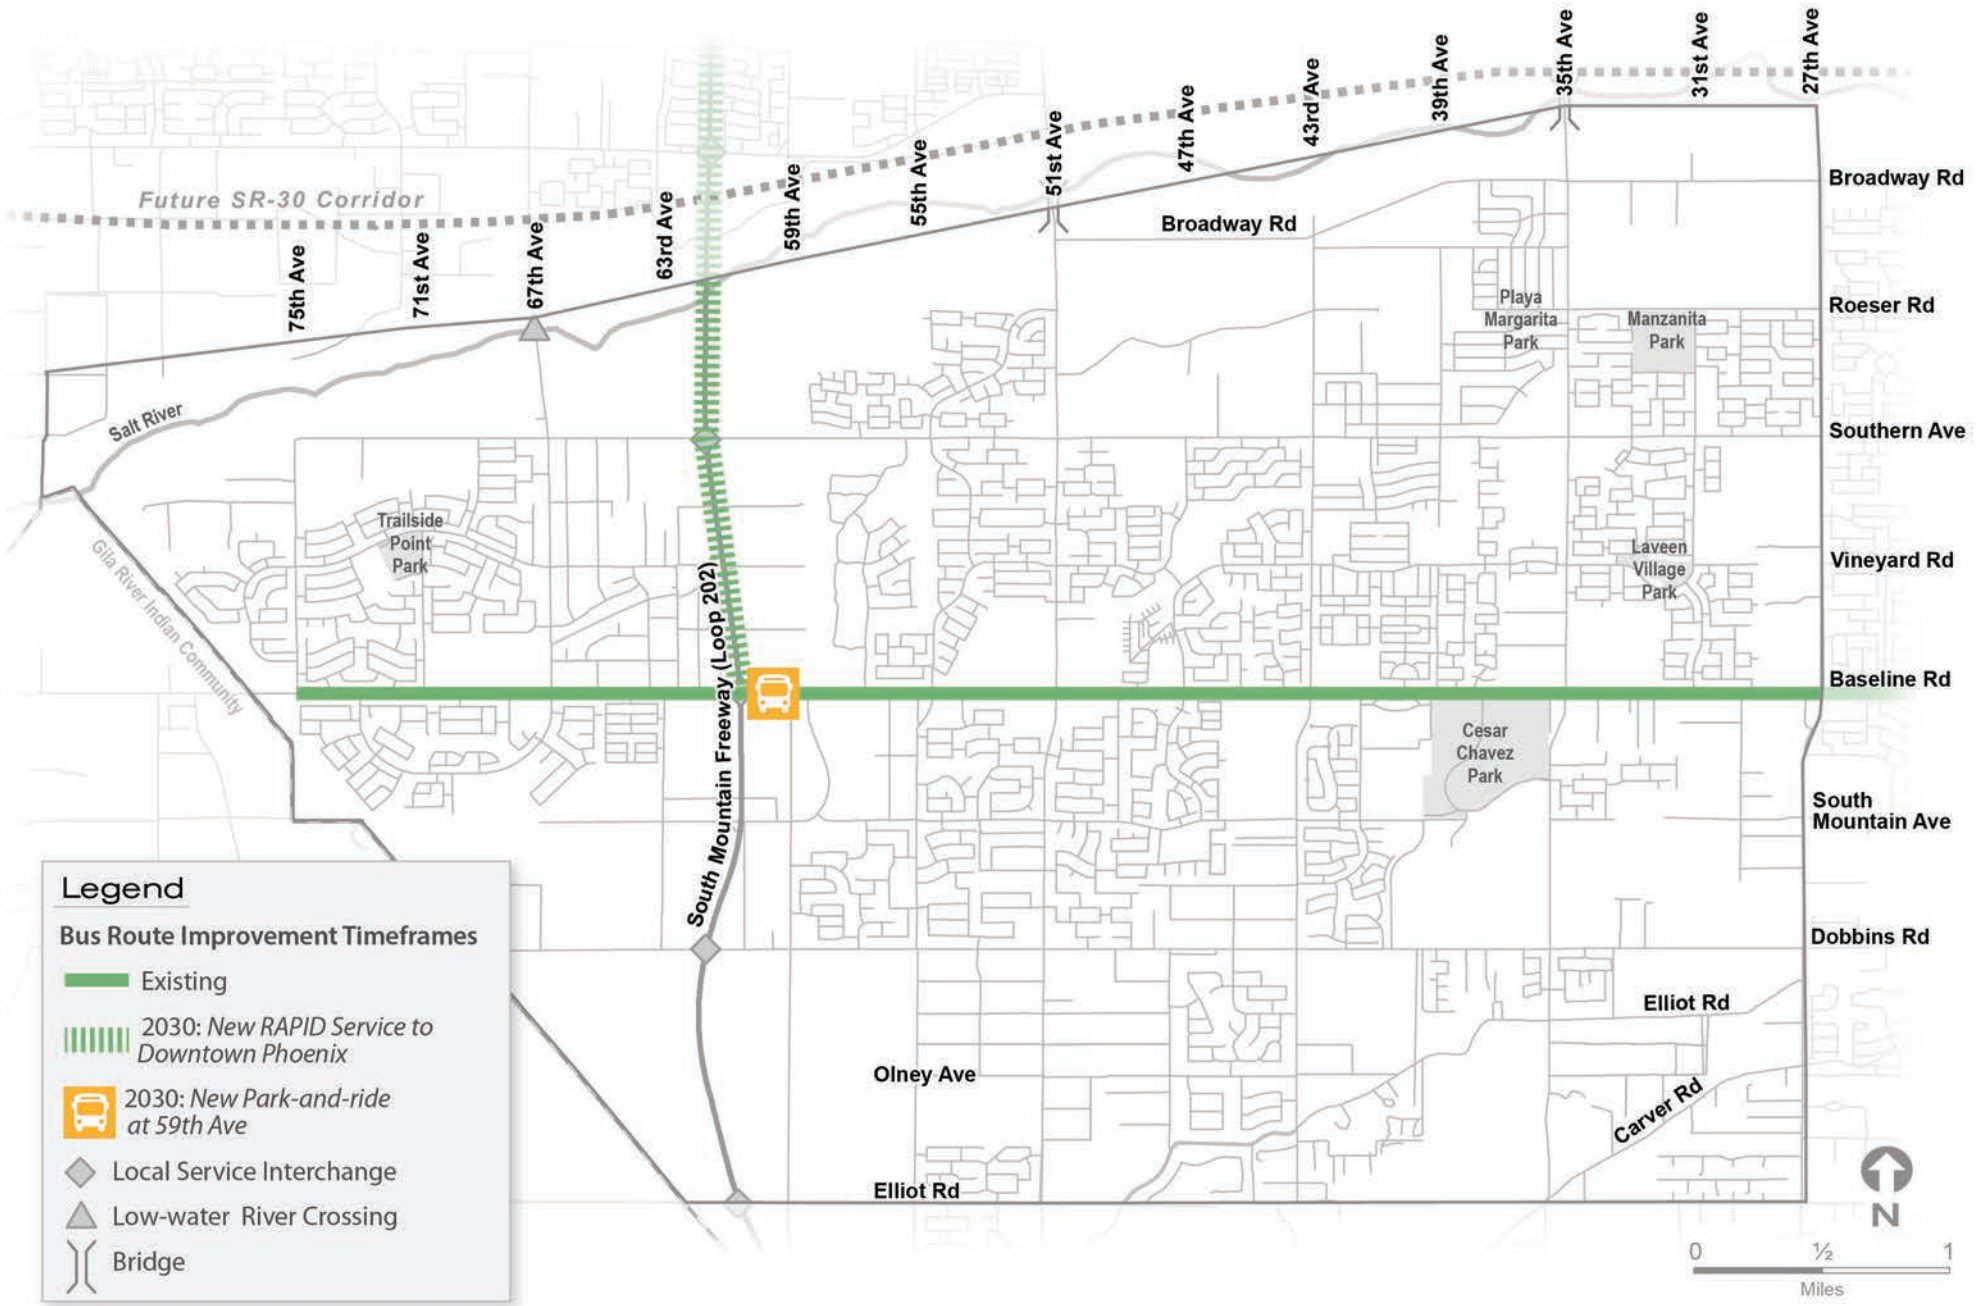 35th Ave
31st Ave
27th Ave
39th Ave
43rd Ave
47th Ave
51st Ave
55th Ave
59th Ave
63rd Ave
67th Ave
71st Ave
75th Ave
Future SR-30 Corridor
Broadway Rd
Broadway Rd
Roeser Rd
Playa
Margarita
Park
Manzanita
Park
Salt River
Southern Ave
Trailside
Point
Park
Laveen
Village
Park
Vineyard Rd
Gila River Indian Community
South Mountain Freeway (Loop 202)
Baseline Rd
Cesar
Chavez
Park
South
Mountain Ave
Dobbins Rd
Elliot Rd
Olney Ave
Carver Rd
Elliot Rd
Legend
Bus Route Improvement Timeframes
Existing
2030: New RAPID Service to
Downtown Phoenix
2030: New Park-and-ride
at 59th Ave
Local Service Interchange
Low-water River Crossing
Bridge
N
0 ½ 1
Miles